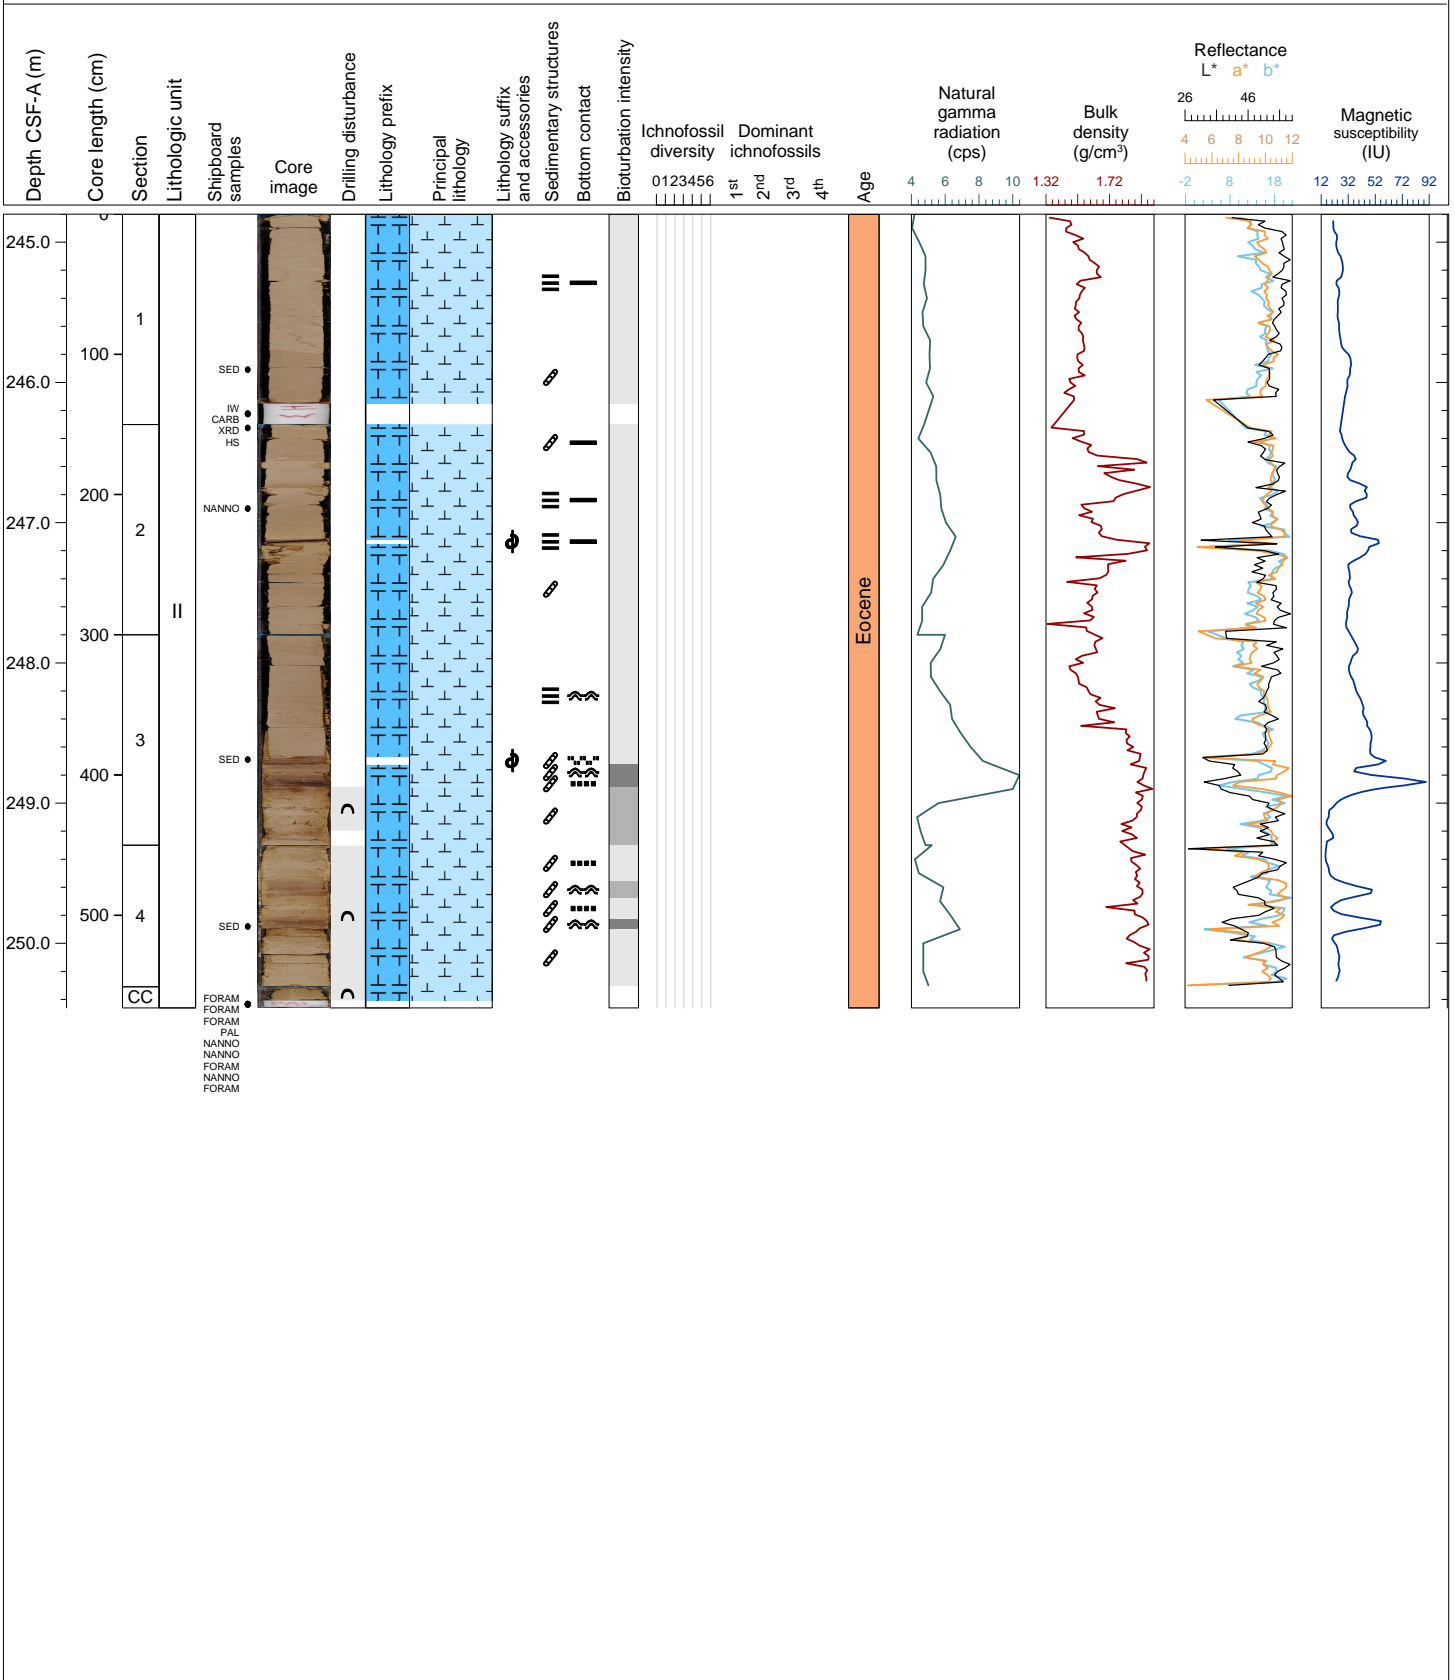 Depth CSF-A (m)
Core length (cm)
Section
Lithologic unit
Shipboard
samples
Core
image
Drilling disturbance
Lithology prefix
Principal
lithology
Lithology suffix
and accessories
Sedimentary structures
Bottom contact
Bioturbation intensity
Ichnofossil
diversity
0123456
Dominant
ichnofossils
1st
2nd
3rd
4th
Age
Natural
gamma
radiation
(cps)
4 6 8 10
Bulk
density
(g/cm³)
1.32 1.72
Reflectance
L* a* b*
26 46
4 6 8 10 12
-2 8 18
Magnetic
susceptibility
(IU)
12 32 52 72 92
0
245.0
1
100
SED
246.0
IW
CARB
XRD
HS
200
NANNO
247.0
2
II
Eocene
300
248.0
3
SED
400
249.0
500
4
SED
250.0
CC
FORAM
FORAM
FORAM
PAL
NANNO
NANNO
FORAM
NANNO
FORAM